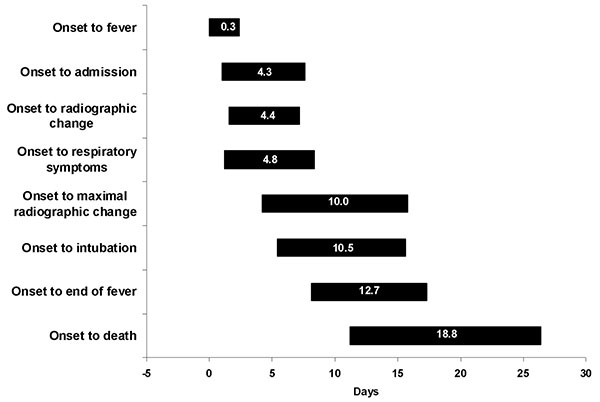 Onset to fever
0.3
Onset to admission
4.3
Onset to radiographic
change
4.4
Onset to respiratory
symptoms
4.8
Onset to maximal
radiographic change
10.0
Onset to intubation
10.5
Onset to end of fever
12.7
Onset to death
18.8
-5 0 5 10 15 20 25 30
Days